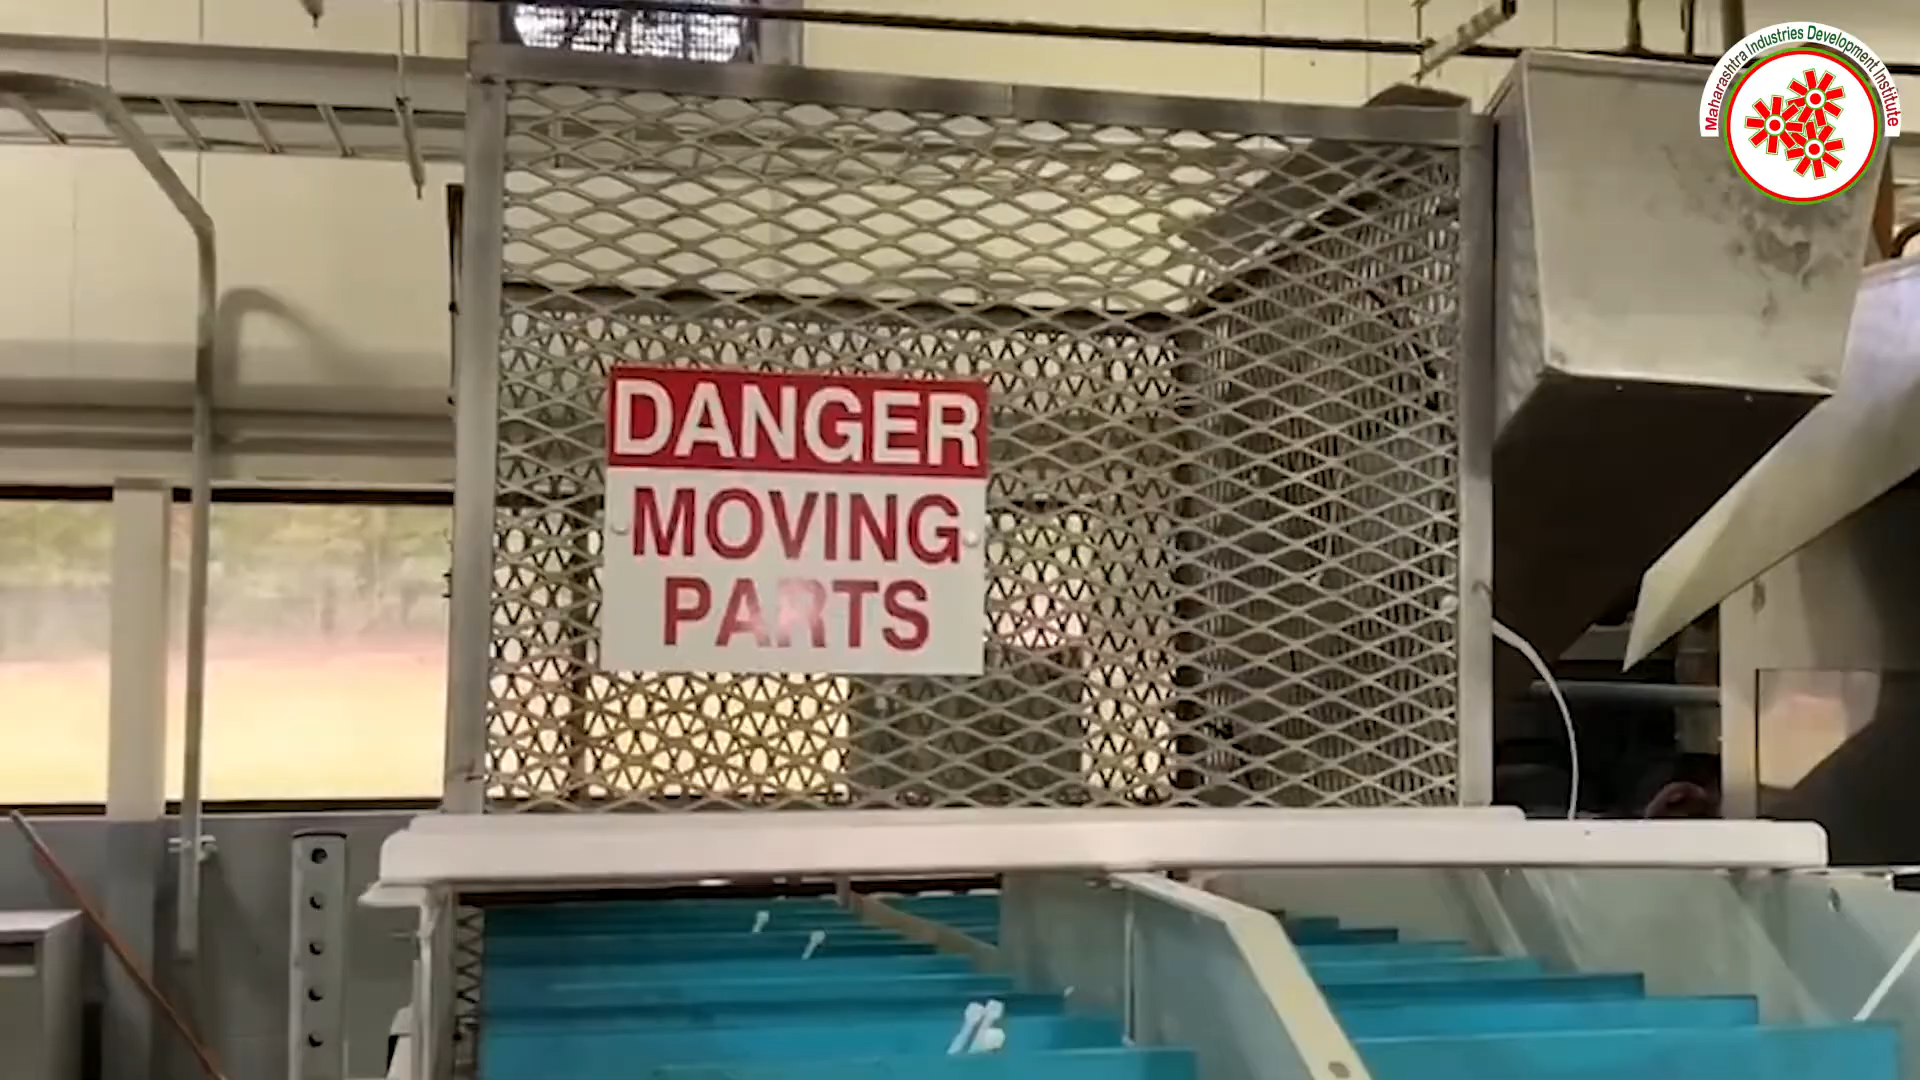 Maharashtra Industries Development Institute
DANGER
MOVING
PARTS